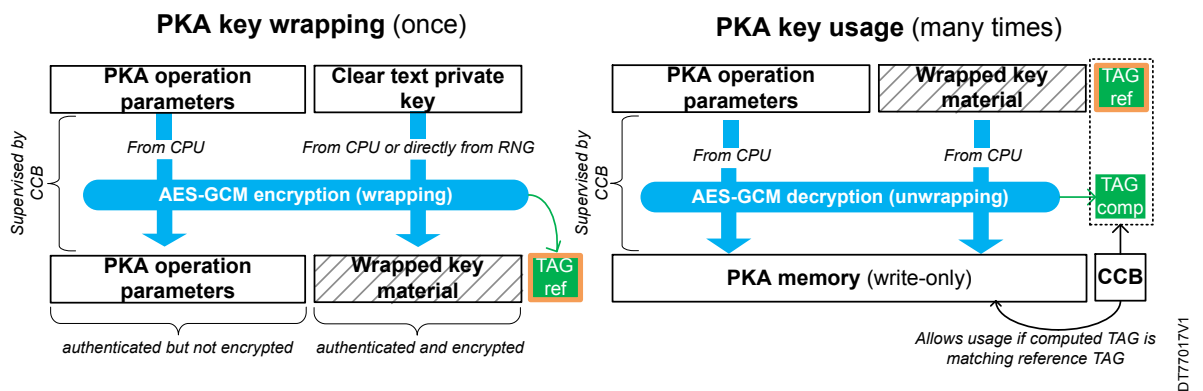 PKA key wrapping (once)
PKA operation
parameters
Clear text private
key
Supervised by
CCB
From CPU
From CPU or directly from RNG
AES-GCM encryption (wrapping)
PKA operation
parameters
Wrapped key
material
TAG
ref
authenticated but not encrypted
authenticated and encrypted
PKA key usage (many times)
PKA operation
parameters
Wrapped key
material
TAG
ref
Supervised by
CCB
From CPU
From CPU
AES-GCM decryption (unwrapping)
TAG
comp
PKA memory (write-only)
CCB
Allows usage if computed TAG is
matching reference TAG
DT77017V1